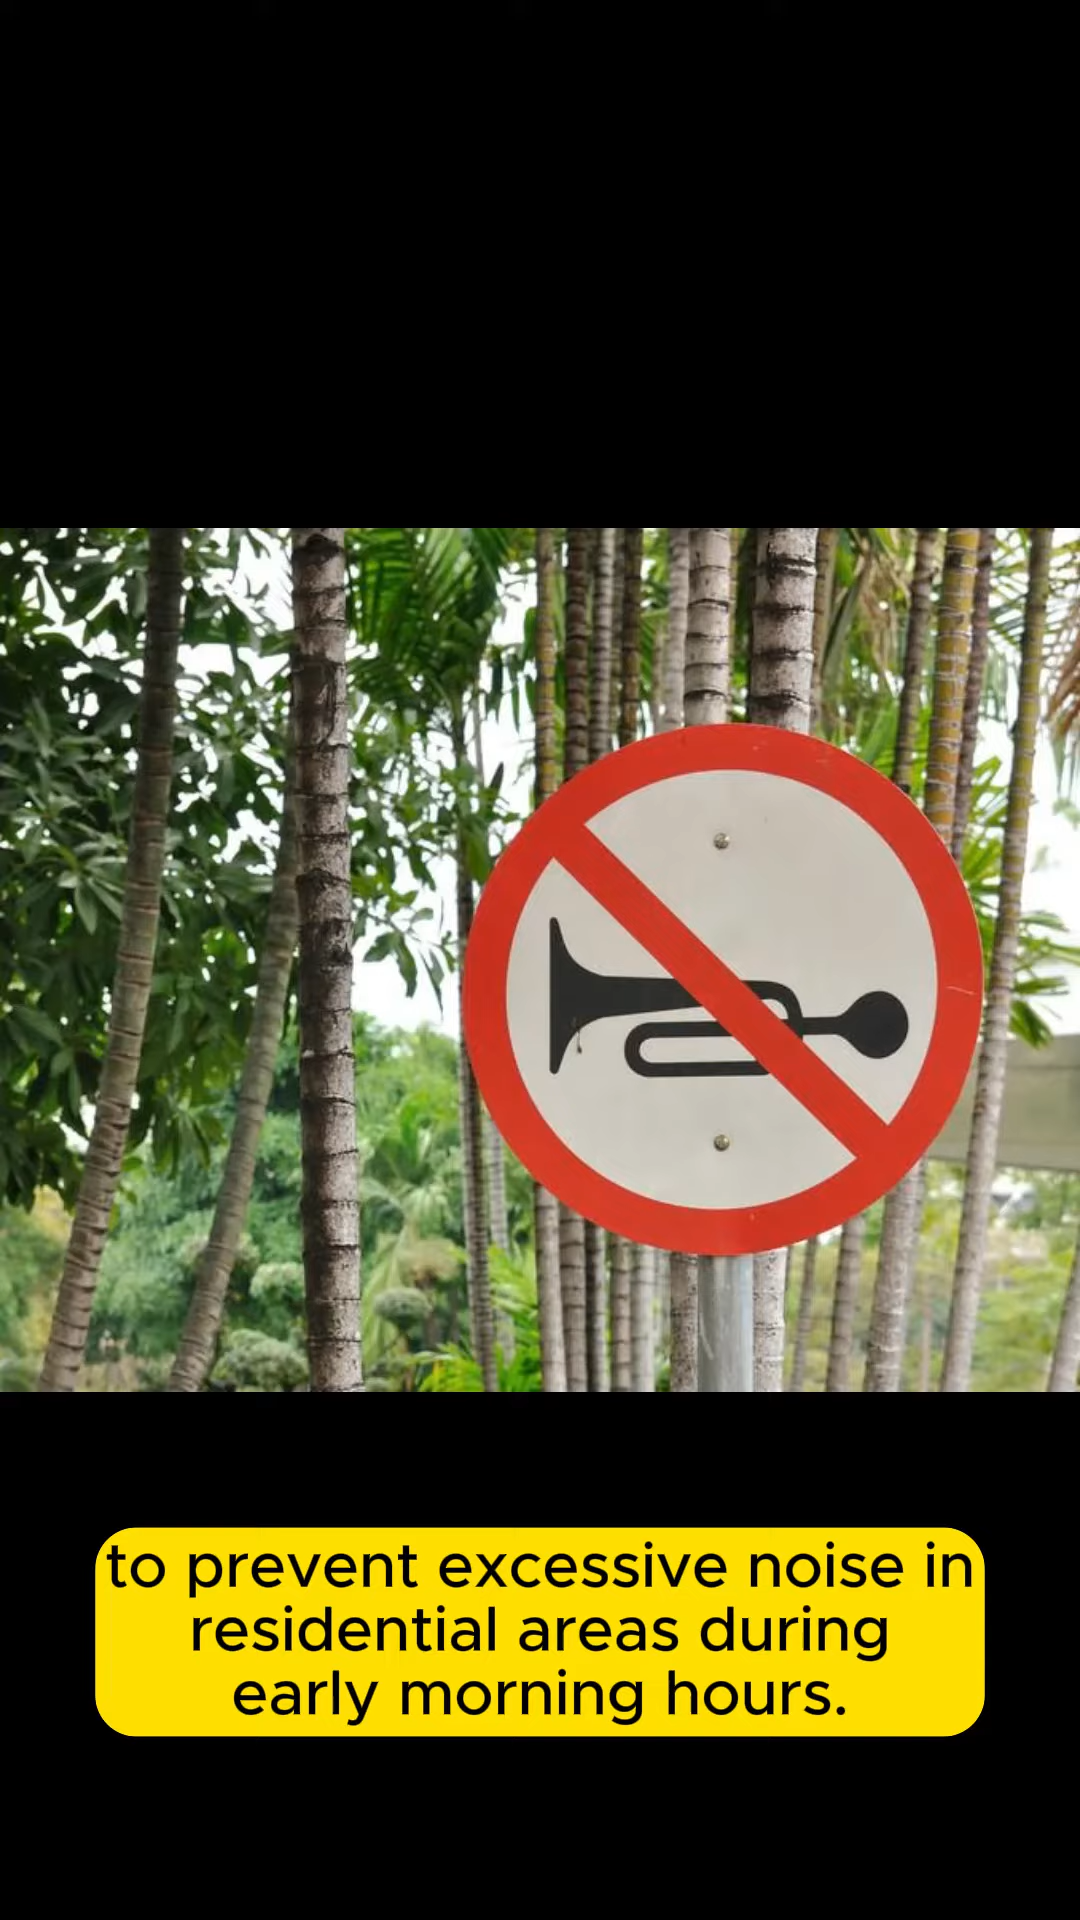 to prevent excessive noise in
residential areas during
early morning hours.